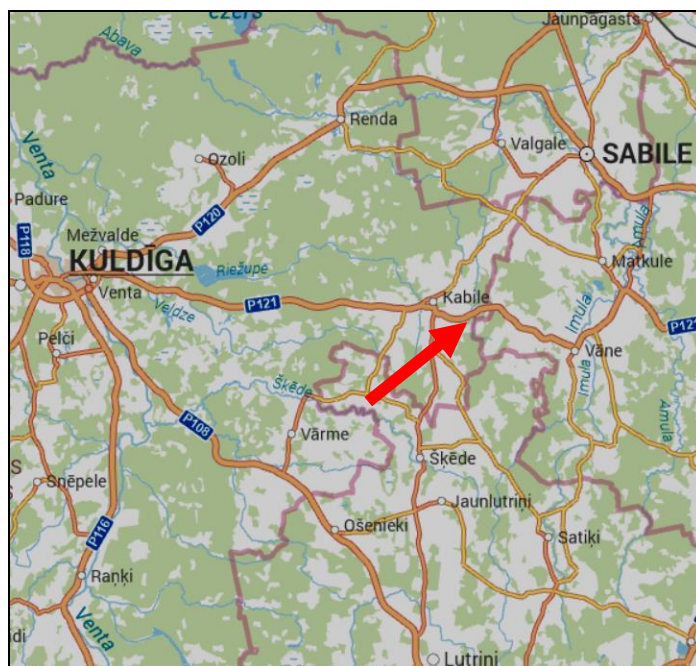 ezers
Jaunpagasts
Abava
Renda
Valgale
Venta
Ozoli
SABILE
Padure
P120
P118
Mežvalde
Amula
KULDĪGA
Riežupe
Matkule
Venta
P121
Kabile
Veldze
Imula
P121
Pelči
Vāne
Šķēde
Imula
P108
Amula
Vārme
Šķēde
Snēpele
Jaunlutriņi
P116
Ošenieki
Satiķi
Raņķi
Venta
Lutriņi